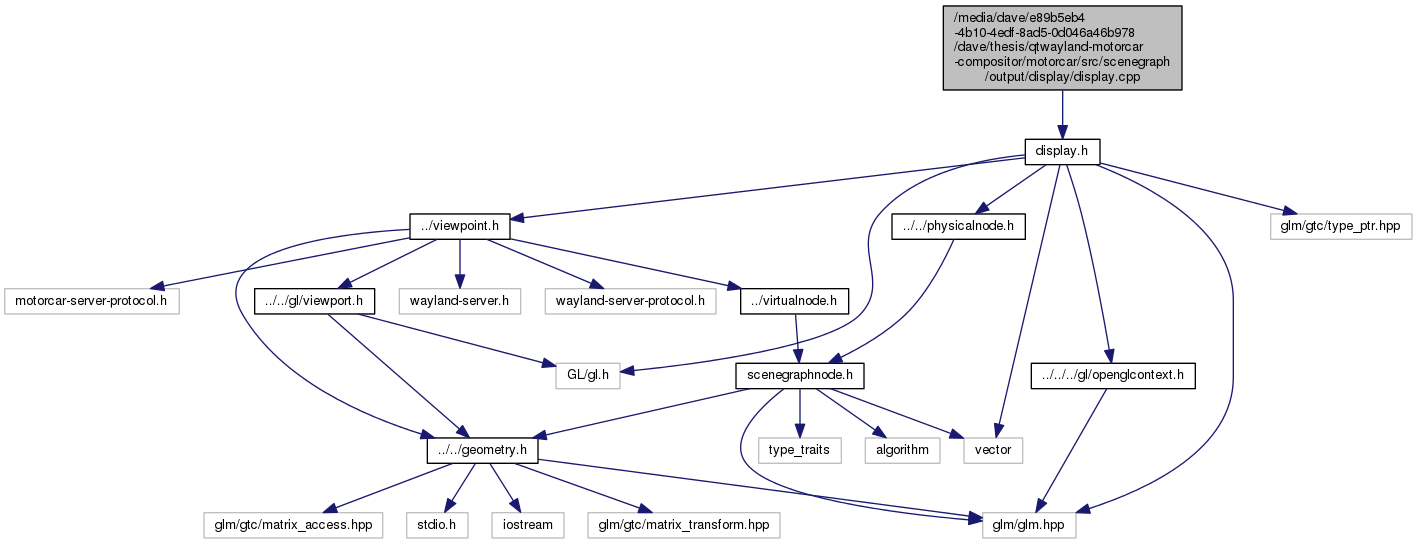 /media/dave/e89b5eb4
-4b10-4edf-8ad5-0d046a46b978
/dave/thesis/qtwayland-motorcar
-compositor/motorcar/src/scenegraph
/output/display/display.cpp
display.h
../viewpoint.h
../../physicalnode.h
glm/gtc/type_ptr.hpp
motorcar-server-protocol.h
../../gl/viewport.h
wayland-server.h
wayland-server-protocol.h
../virtualnode.h
GL/gl.h
scenegraphnode.h
../../../gl/openglcontext.h
../../geometry.h
type_traits
algorithm
vector
glm/gtc/matrix_access.hpp
stdio.h
iostream
glm/gtc/matrix_transform.hpp
glm/glm.hpp